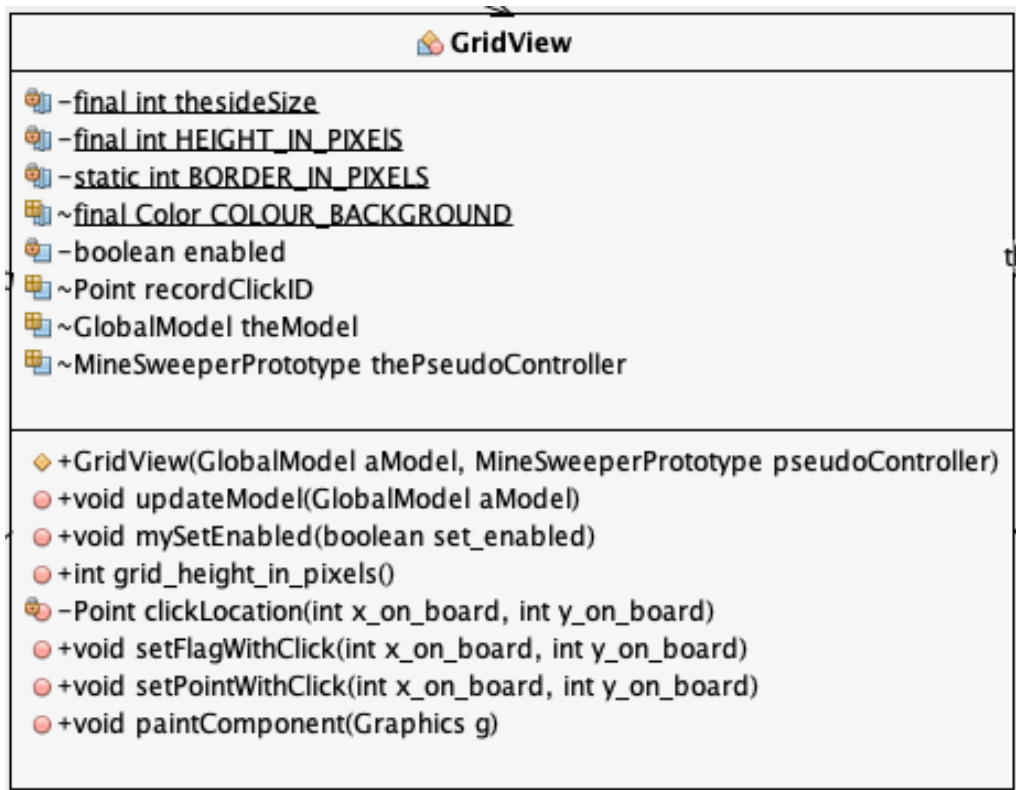 GridView
-final int thesideSize
-final int HEIGHT_IN_PIXElS
-static int BORDER_IN_PIXELS
~final Color COLOUR_BACKGROUND
-boolean enabled
~Point recordClickID
~GlobalModel theModel
~MineSweeperPrototype thePseudoController
+GridView(GlobalModel aModel, MineSweeperPrototype pseudoController)
+void updateModel(GlobalModel aModel)
+void mySetEnabled(boolean set_enabled)
+int grid_height_in_pixels()
-Point clickLocation(int x_on_board, int y_on_board)
+void setFlagWithClick(int x_on_board, int y_on_board)
+void setPointWithClick(int x_on_board, int y_on_board)
+void paintComponent(Graphics g)